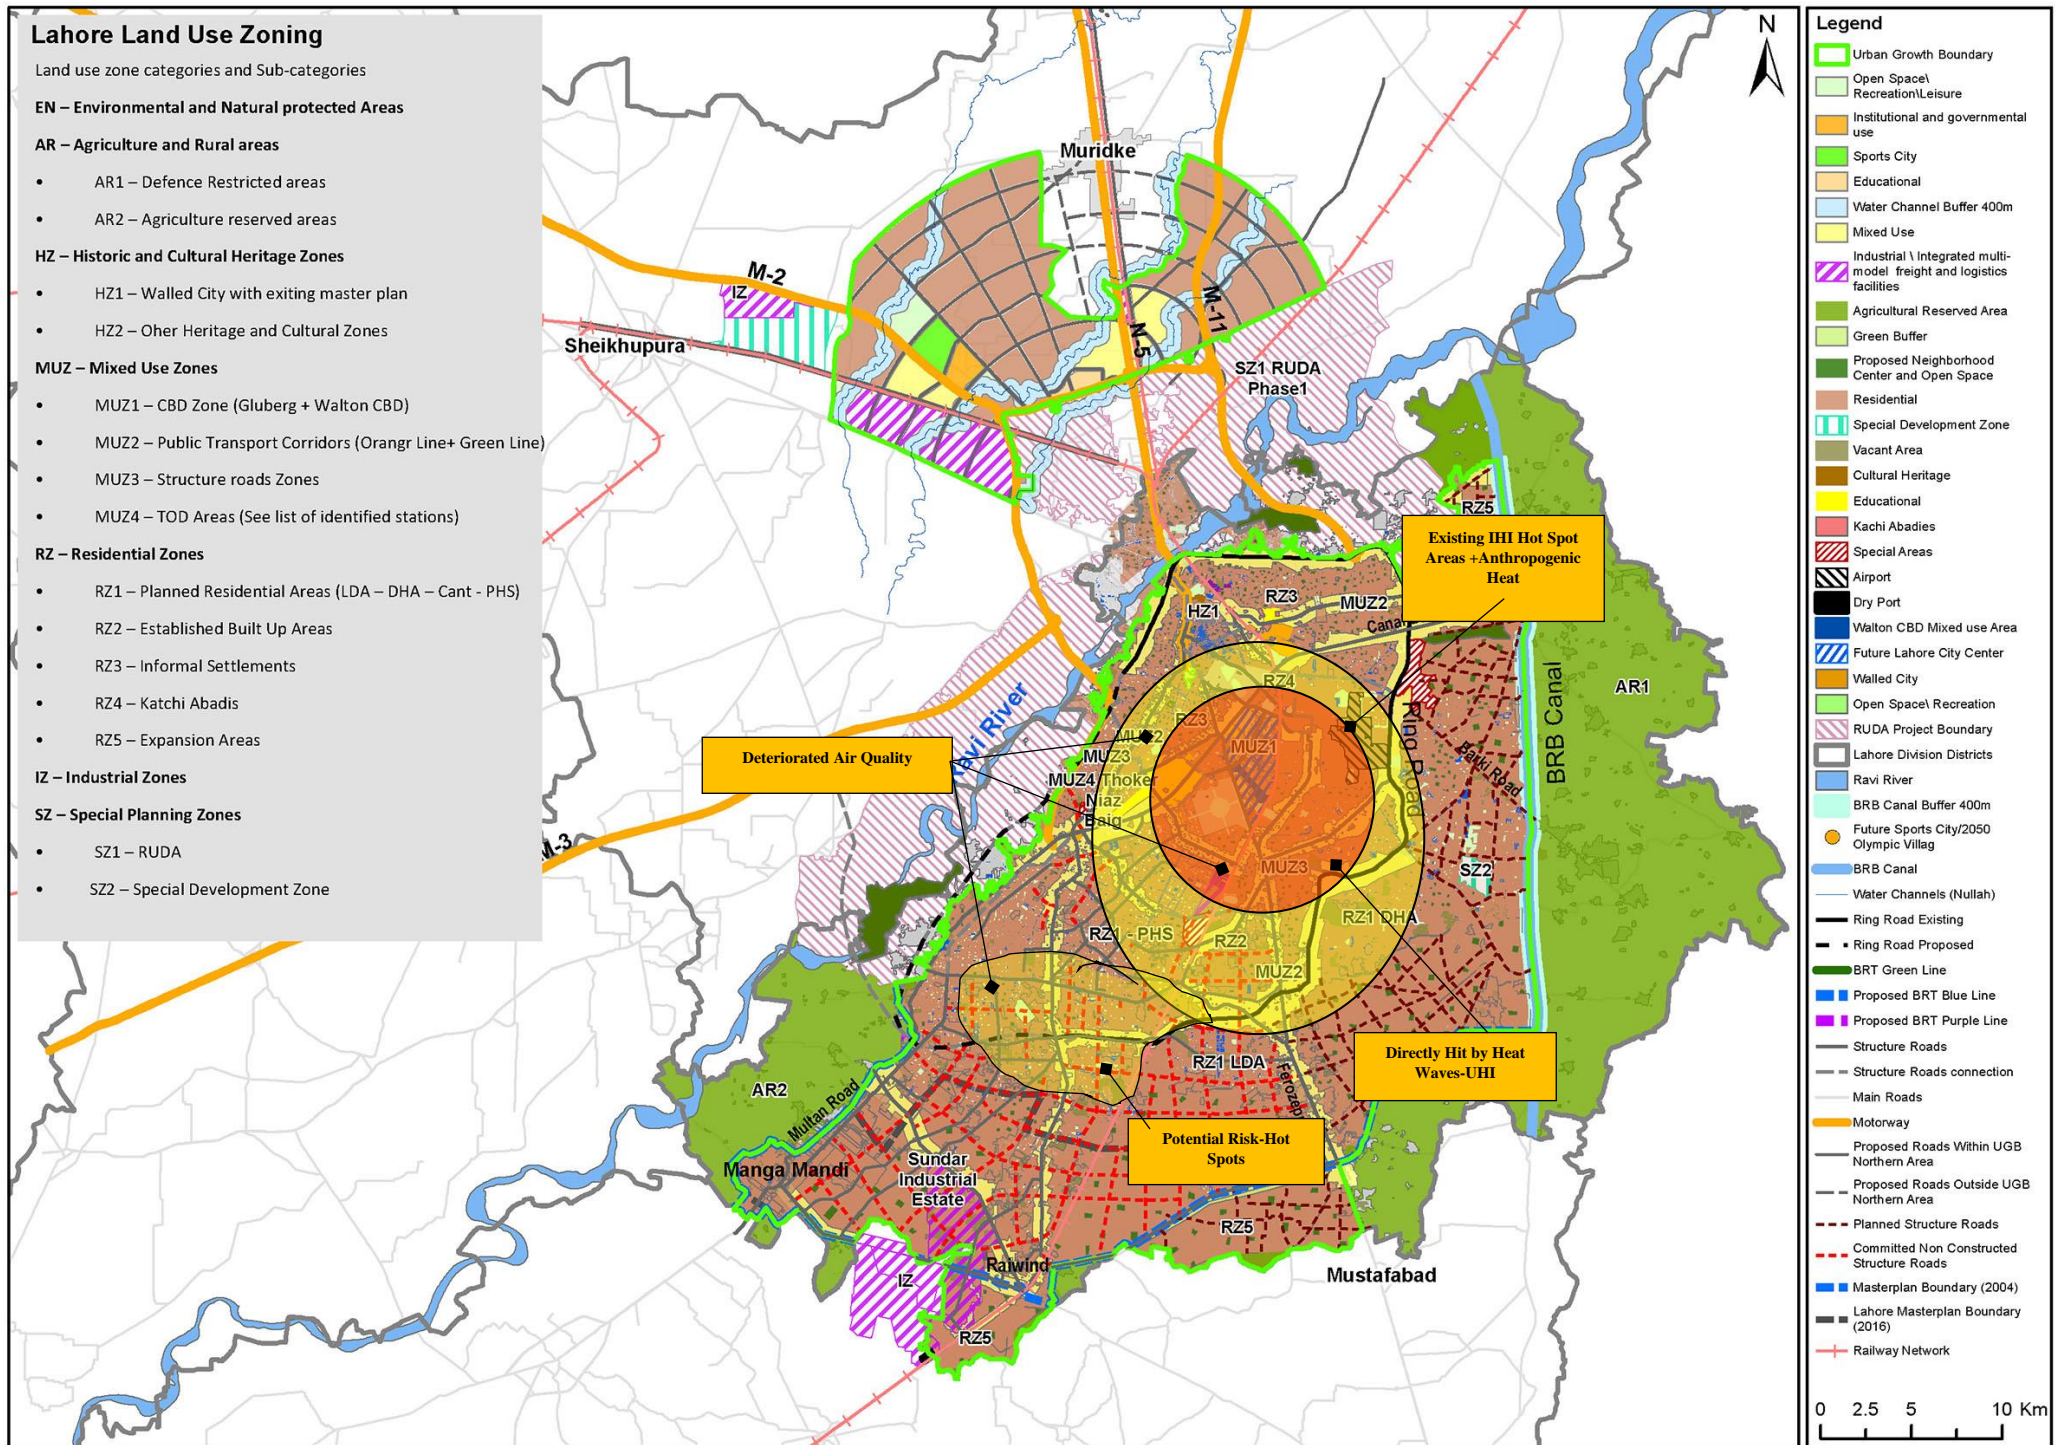 Lahore Land Use Zoning
Land use zone categories and Sub-categories
EN – Environmental and Natural protected Areas
AR – Agriculture and Rural areas
• AR1 – Defence Restricted areas
• AR2 – Agriculture reserved areas
HZ – Historic and Cultural Heritage Zones
• HZ1 – Walled City with exiting master plan
• HZ2 – Oher Heritage and Cultural Zones
MUZ – Mixed Use Zones
• MUZ1 – CBD Zone (Gluberg + Walton CBD)
• MUZ2 – Public Transport Corridors (Orangr Line+ Green Line)
• MUZ3 – Structure roads Zones
• MUZ4 – TOD Areas (See list of identified stations)
RZ – Residential Zones
• RZ1 – Planned Residential Areas (LDA – DHA – Cant - PHS)
• RZ2 – Established Built Up Areas
• RZ3 – Informal Settlements
• RZ4 – Katchi Abadis
• RZ5 – Expansion Areas
IZ – Industrial Zones
SZ – Special Planning Zones
• SZ1 – RUDA
• SZ2 – Special Development Zone
N
Muridke
M-2
IZ
Sheikhupura
N-5
M-11
SZ1 RUDA
Phase1
RZ5
Existing IHI Hot Spot
Areas +Anthropogenic
Heat
HZ1
RZ3
MUZ2
Canal
RZ4
RZ3
MUZ2
MUZ1
Ring Road
AR1
BRB Canal
Barki Road
Ravi River
Deteriorated Air Quality
MUZ3
MUZ4 Thoker
Niaz
Baig
M-3
MUZ3
SZ2
RZ1 DHA
RZ1 - PHS
RZ2
MUZ2
RZ1 LDA
Ferozep
Directly Hit by Heat
Waves-UHI
AR2
Multan Road
Potential Risk-Hot
Spots
Manga Mandi
Sundar
Industrial
Estate
RZ5
Raiwind
IZ
Mustafabad
RZ5
Legend
Urban Growth Boundary
Open Space\
Recreation\Leisure
Institutional and governmental
use
Sports City
Educational
Water Channel Buffer 400m
Mixed Use
Industrial \ Integrated multi-
model freight and logistics
facilities
Agricultural Reserved Area
Green Buffer
Proposed Neighborhood
Center and Open Space
Residential
Special Development Zone
Vacant Area
Cultural Heritage
Educational
Kachi Abadies
Special Areas
Airport
Dry Port
Walton CBD Mixed use Area
Future Lahore City Center
Walled City
Open Space\ Recreation
RUDA Project Boundary
Lahore Division Districts
Ravi River
BRB Canal Buffer 400m
Future Sports City/2050
Olympic Villag
BRB Canal
Water Channels (Nullah)
Ring Road Existing
Ring Road Proposed
BRT Green Line
Proposed BRT Blue Line
Proposed BRT Purple Line
Structure Roads
Structure Roads connection
Main Roads
Motorway
Proposed Roads Within UGB
Northern Area
Proposed Roads Outside UGB
Northern Area
Planned Structure Roads
Committed Non Constructed
Structure Roads
Masterplan Boundary (2004)
Lahore Masterplan Boundary
(2016)
Railway Network
0 2.5 5 10 Km